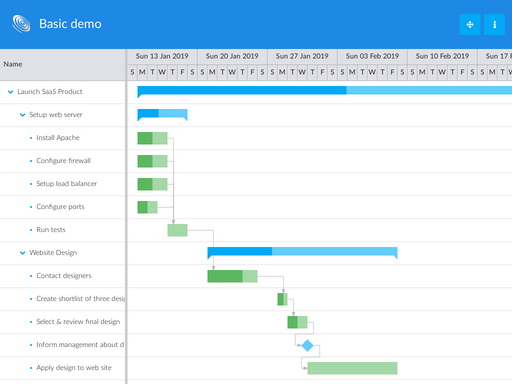 Basic demo
Name
Sun 13 Jan 2019 Sun 20 Jan 2019 Sun 27 Jan 2019 Sun 03 Feb 2019 Sun 10 Feb 2019 Sun 17 F
S M T W T F S S M T W T F S S M T W T F S S M T W T F S S M T W T F S S M T
Launch SaaS Product
Setup web server
Install Apache
Configure firewall
Setup load balancer
Configure ports
Run tests
Website Design
Contact designers
Create shortlist of three desig
Select & review final design
Inform management about d
Apply design to web site